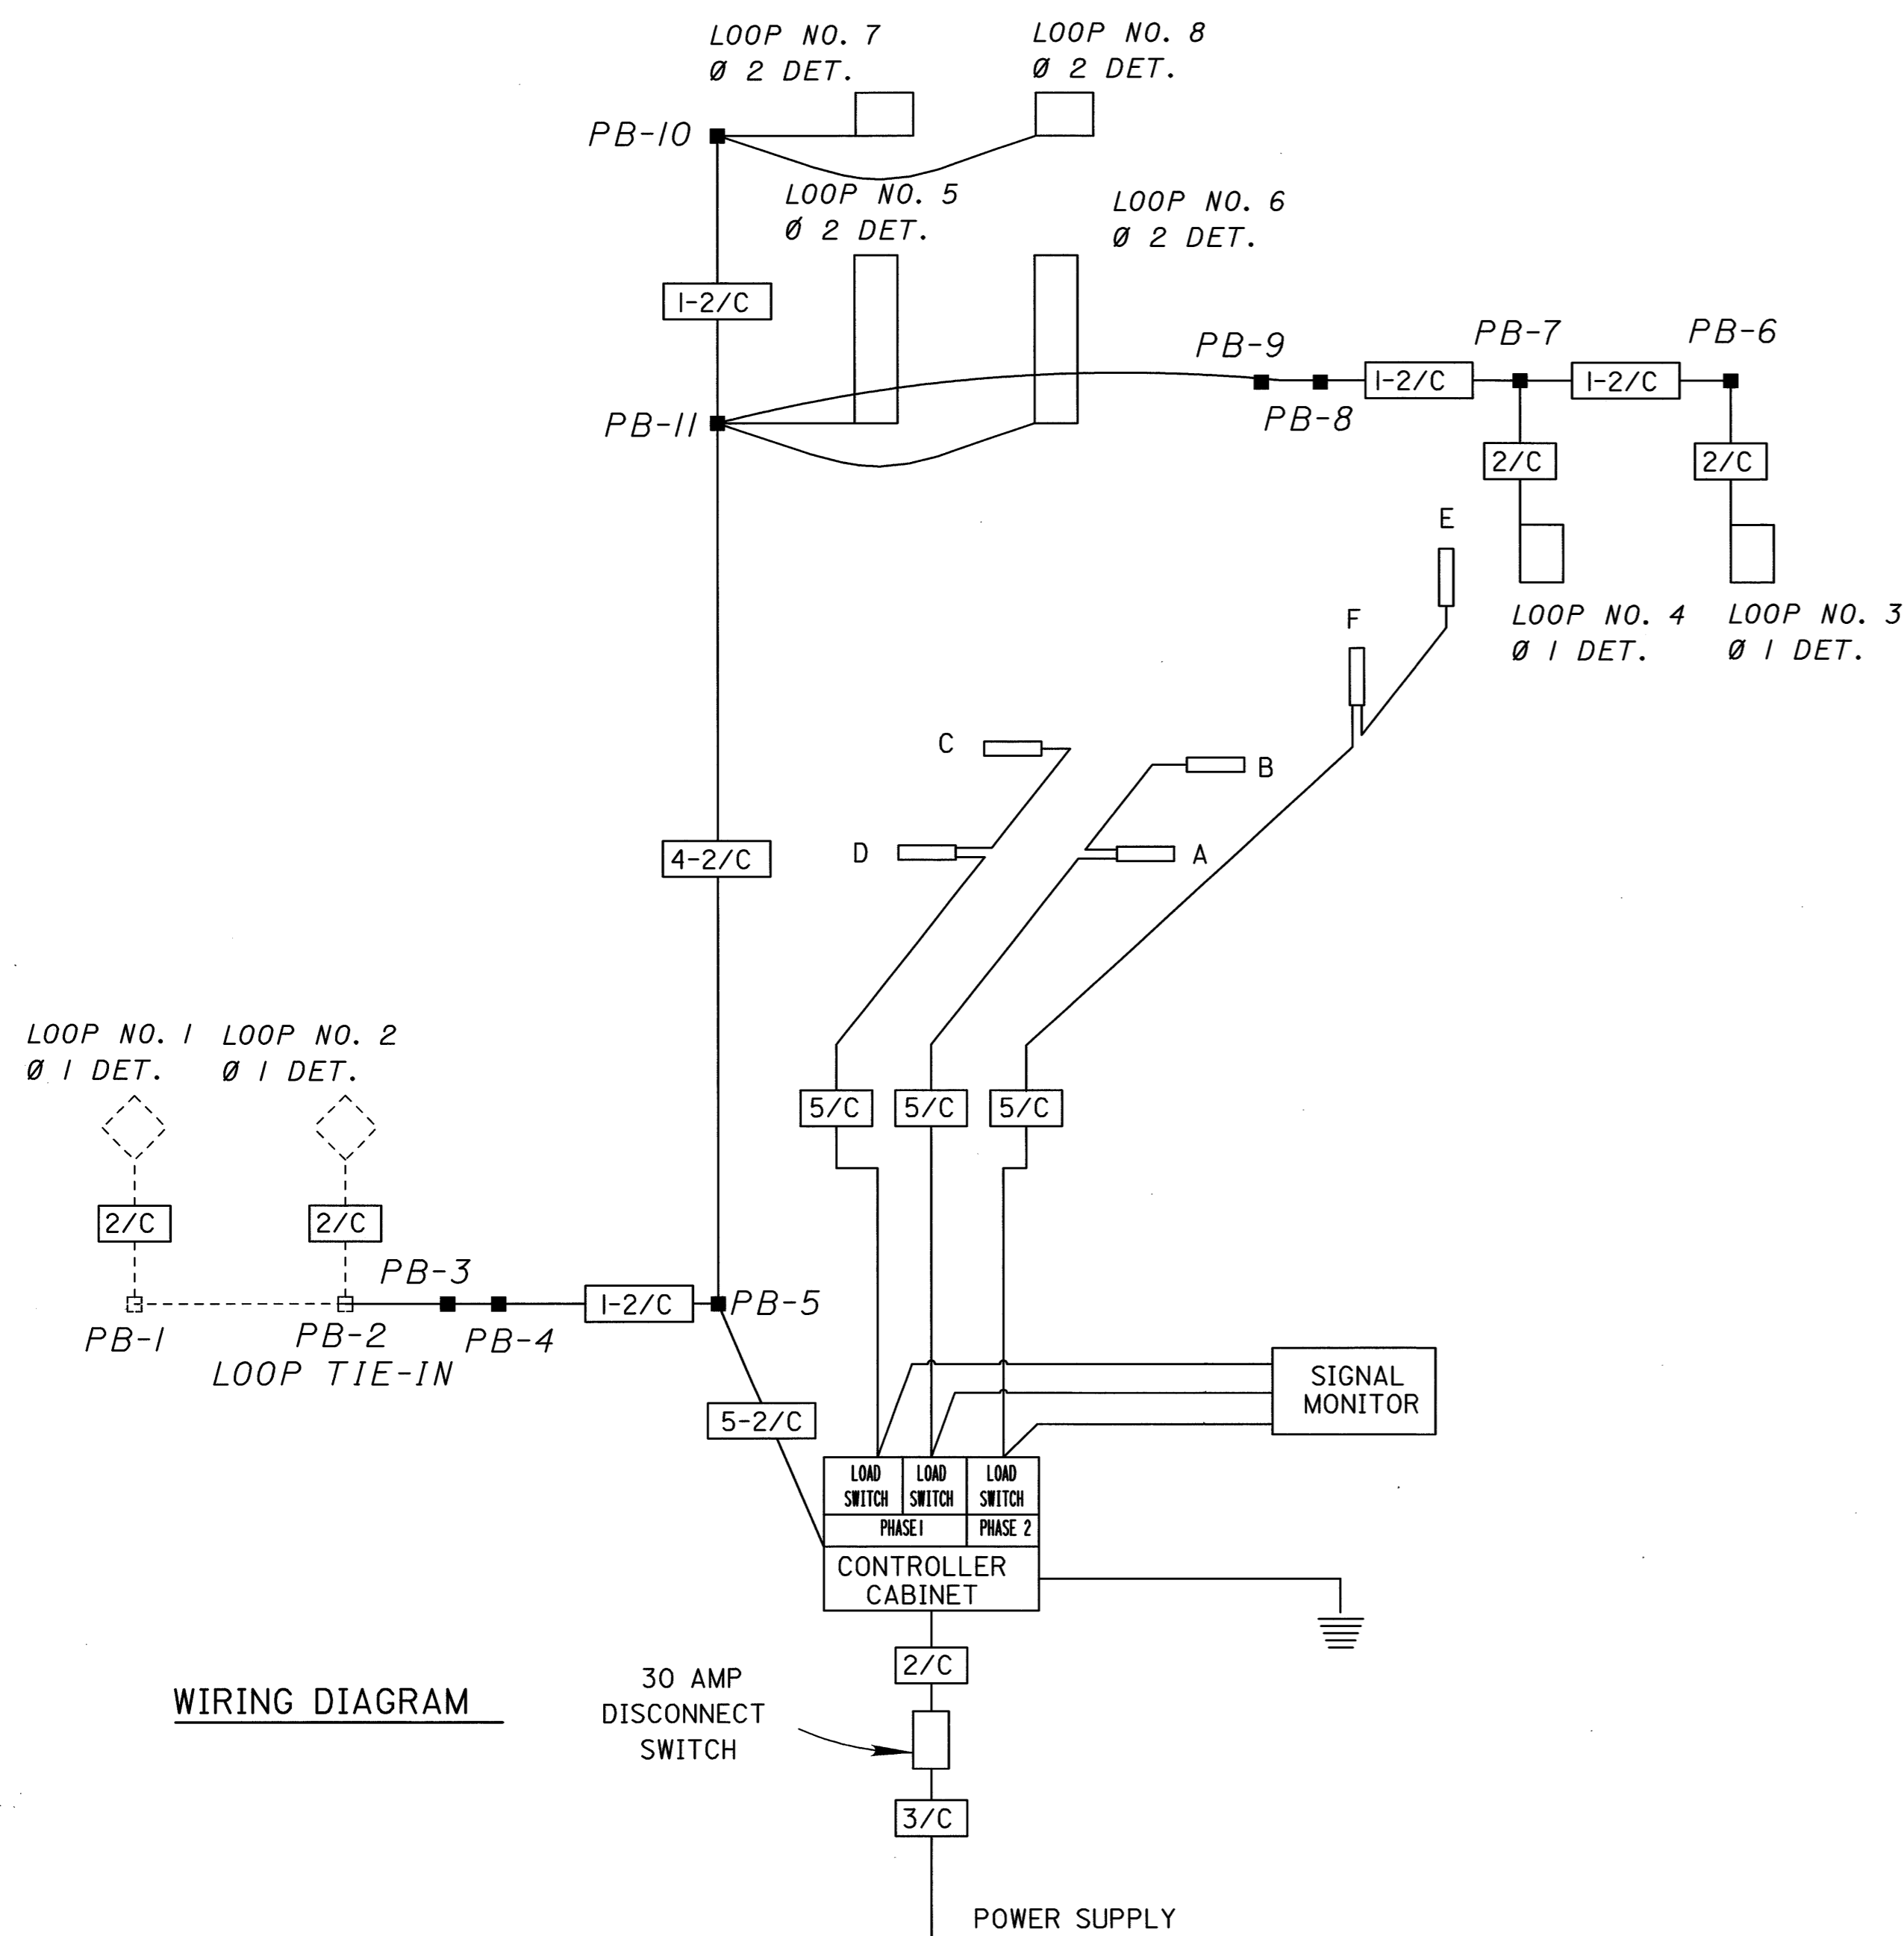 LOOP NO. 7
Ø 2 DET.
LOOP NO. 8
Ø 2 DET.
PB-10
LOOP NO. 5
Ø 2 DET.
LOOP NO. 6
Ø 2 DET.
1-2/C
PB-9
PB-7
PB-6
1-2/C
1-2/C
PB-8
PB-11
2/C
2/C
E
LOOP NO. 4
Ø 1 DET.
LOOP NO. 3
Ø 1 DET.
F
C
B
D
A
4-2/C
LOOP NO. 1
Ø 1 DET.
LOOP NO. 2
Ø 1 DET.
5/C
5/C
5/C
2/C
2/C
PB-3
1-2/C
PB-5
PB-1
PB-2
PB-4
LOOP TIE-IN
SIGNAL
MONITOR
5-2/C
LOAD
SWITCH
LOAD
SWITCH
LOAD
SWITCH
PHASE 1
PHASE 2
CONTROLLER
CABINET
2/C
30 AMP
DISCONNECT
SWITCH
WIRING DIAGRAM
3/C
POWER SUPPLY